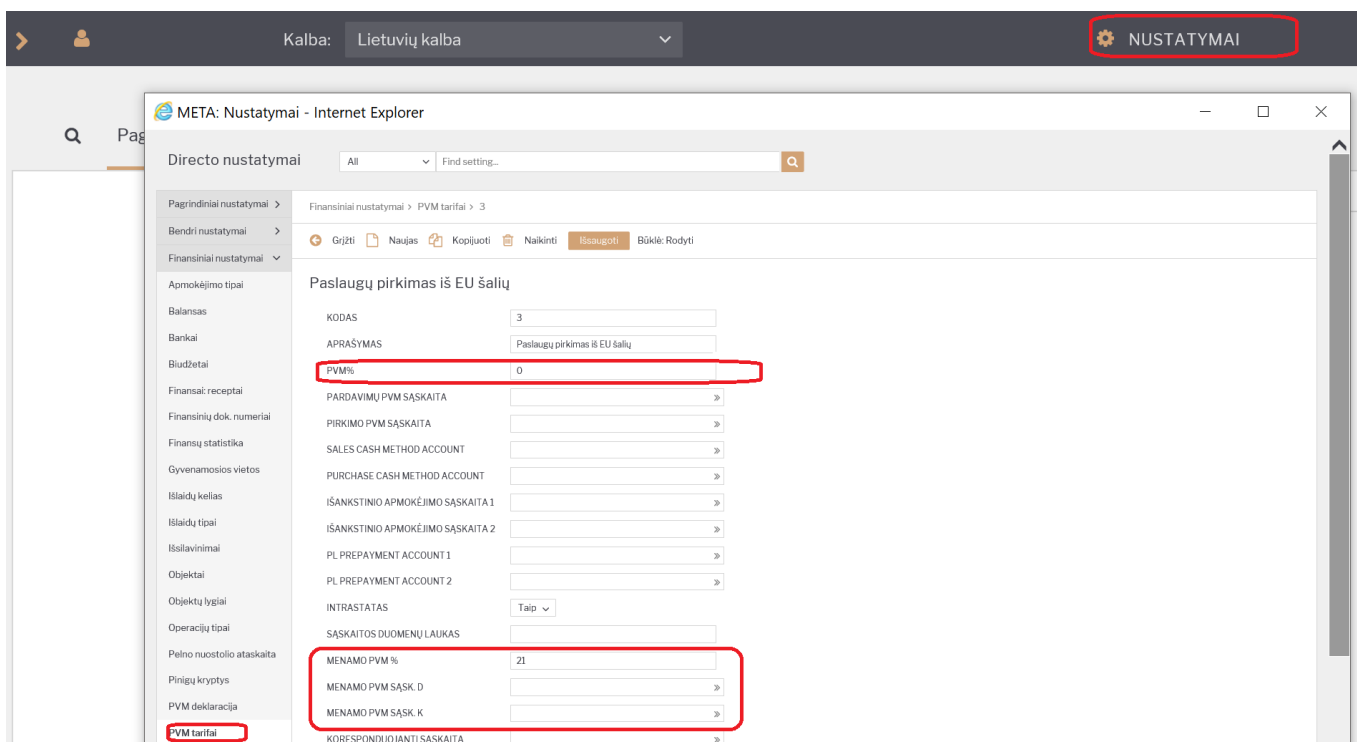 Kalba: Lietuvių kalba NUSTATYMAI
META: Nustatymai - Internet Explorer
Directo nustatymai All Find setting...
Pagrindiniai nustatymai
Bendri nustatymai
Finansiniai nustatymai
Apmokėjimo tipai
Balansas
Bankai
Biudžetai
Finansai: receptai
Finansinių dok. numeriai
Finansų statistika
Gyvenamosios vietos
Išlaidų kelias
Išlaidų tipai
Išsilavinimai
Objektai
Objektų lygiai
Operacijų tipai
Pelno nuostolio ataskaita
Pinigų kryptys
PVM deklaracija
PVM tarifai
Finansiniai nustatymai > PVM tarifai > 3
Grįžti Naujas Kopijuoti Naikinti Išsaugoti Būklė: Rodyti
Paslaugų pirkimas iš EU šalių
KODAS 3
APRAŠYMAS Paslaugų pirkimas iš EU šalių
PVM% 0
PARDAVIMŲ PVM SĄSKAITA
PIRKIMO PVM SĄSKAITA
SALES CASH METHOD ACCOUNT
PURCHASE CASH METHOD ACCOUNT
IŠANKSTINIO APMOKĖJIMO SĄSKAITA 1
IŠANKSTINIO APMOKĖJIMO SĄSKAITA 2
PL PREPAYMENT ACCOUNT 1
PL PREPAYMENT ACCOUNT 2
INTRASTATAS Taip
SĄSKAITOS DUOMENŲ LAUKAS
MENAMO PVM % 21
MENAMO PVM SĄSK. D
MENAMO PVM SĄSK. K
KORESPONDUOJANTI SĄSKAITA